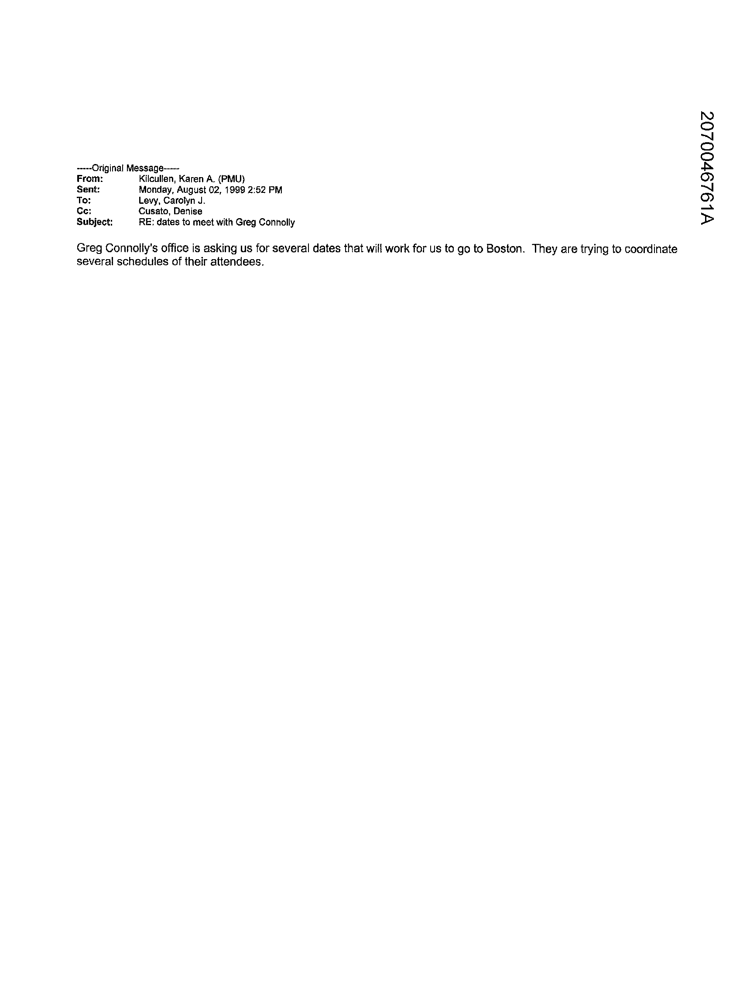 -----Original Message-----
From: Kilcullen, Karen A. (PMU)
Sent: Monday, August 02, 1999 2:52 PM
To: Levy, Carolyn J.
Cc: Cusato, Denise
Subject: RE: dates to meet with Greg Connolly
Greg Connolly's office is asking us for several dates that will work for us to go to Boston.  They are trying to coordinate
several schedules of their attendees.
2070046761A